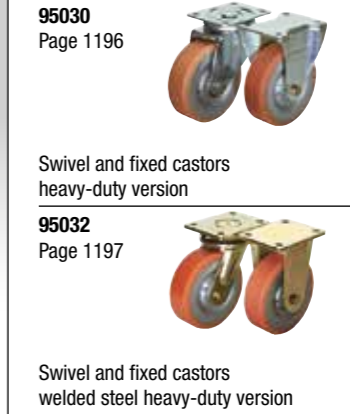 95030
Page 1196
Swivel and fixed castors
heavy-duty version
95032
Page 1197
Swivel and fixed castors
welded steel heavy-duty version